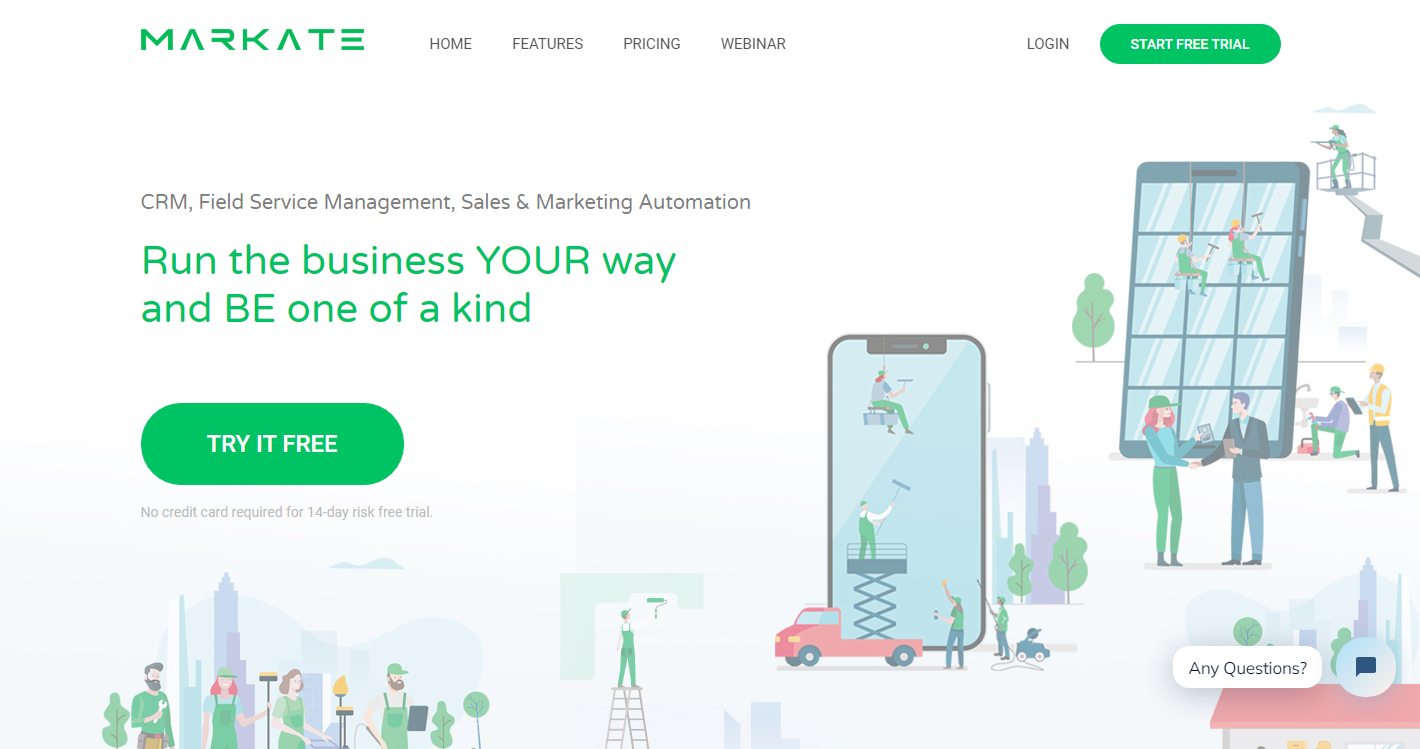 MARKATE
HOME
FEATURES
PRICING
WEBINAR
LOGIN
START FREE TRIAL
CRM, Field Service Management, Sales & Marketing Automation
Run the business YOUR way
and BE one of a kind
TRY IT FREE
No credit card required for 14-day risk free trial.
Any Questions?